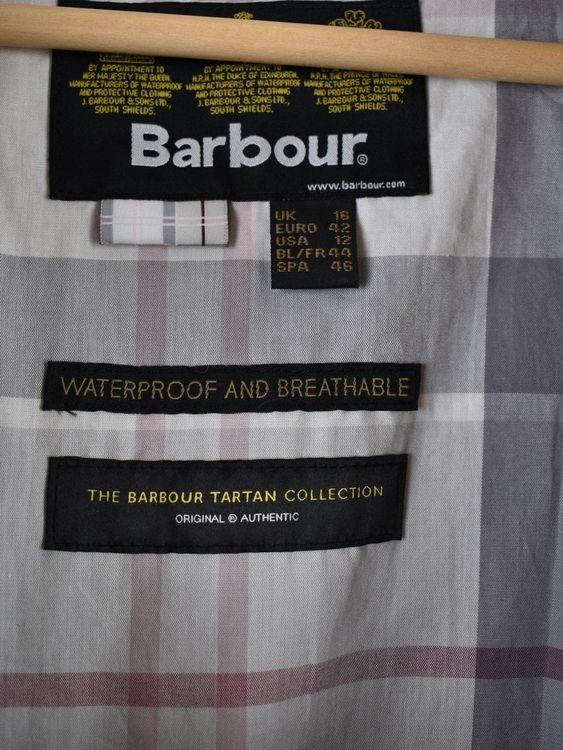 BY APPOINTMENT TO
HER MAJESTY THE QUEEN
MANUFACTURERS OF WATERPROOF
AND PROTECTIVE CLOTHING
J. BARBOUR & SONS LTD.,
SOUTH SHIELDS.
BY APPOINTMENT TO
H.R.H. THE DUKE OF EDINBURGH
MANUFACTURERS OF WATERPROOF
AND PROTECTIVE CLOTHING
J. BARBOUR & SONS LTD.,
SOUTH SHIELDS.
BY APPOINTMENT TO
H.R.H. THE PRINCE OF WALES
MANUFACTURERS OF WATERPROOF
AND PROTECTIVE CLOTHING
J. BARBOUR & SONS LTD.,
SOUTH SHIELDS.
Barbour®
www.barbour.com
UK 16
EURO 42
USA 12
BL/FR 44
SPA 46
WATERPROOF AND BREATHABLE
THE BARBOUR TARTAN COLLECTION
ORIGINAL ® AUTHENTIC